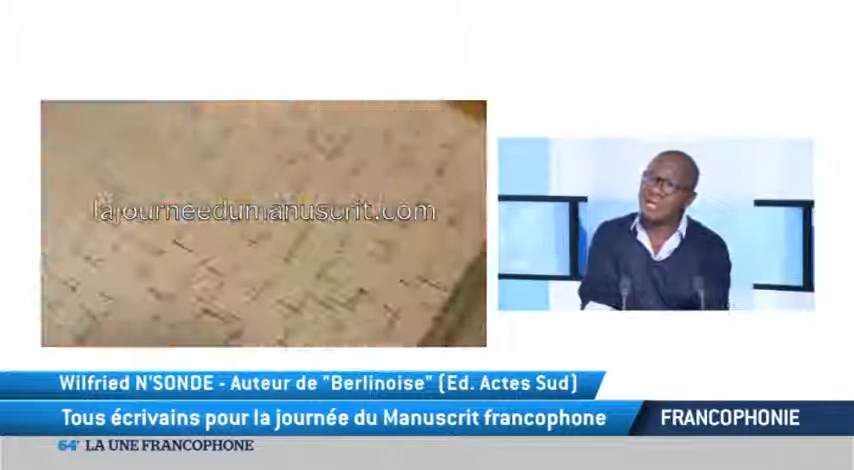 lajournéedumanuscrit.com
Wilfried N'SONDE - Auteur de "Berlinoise" (Ed. Actes Sud)
Tous écrivains pour la journée du Manuscrit francophone
FRANCOPHONIE
64' LA UNE FRANCOPHONE